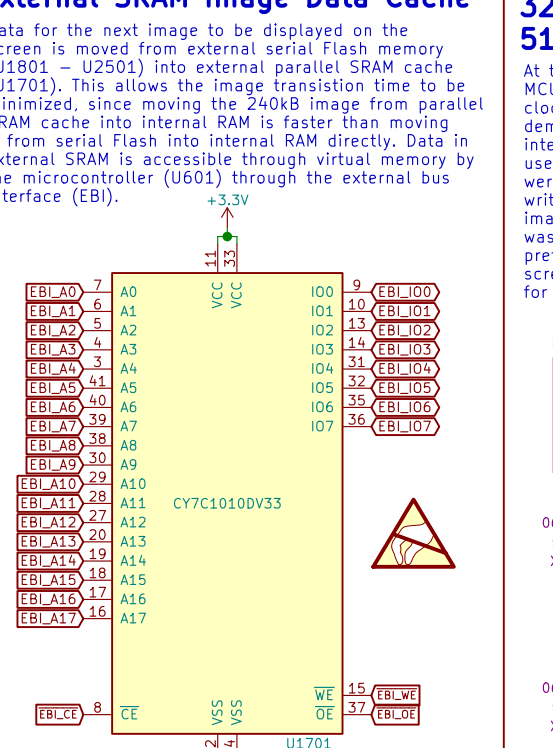 xternal SRAM Image Data Cache
ata for the next image to be displayed on the
creen is moved from external serial Flash memory
U1801 – U2501) into external parallel SRAM cache
U1701). This allows the image transistion time to be
inimized, since moving the 240kB image from parallel
RAM cache into internal RAM is faster than moving
from serial Flash into internal RAM directly. Data in
xternal SRAM is accessible through virtual memory by
e microcontroller (U601) through the external bus
terface (EBI).
32
51
At t
MCU
cloc
dem
inte
use
wer
writ
ima
was
pref
scre
for
+3.3V
11 33
VCC VCC
EBI_A0 7 A0 IO0 9 EBI_IO0
EBI_A1 6 A1 IO1 10 EBI_IO1
EBI_A2 5 A2 IO2 13 EBI_IO2
EBI_A3 4 A3 IO3 14 EBI_IO3
EBI_A4 3 A4 IO4 31 EBI_IO4
EBI_A5 41 A5 IO5 32 EBI_IO5
EBI_A6 40 A6 IO6 35 EBI_IO6
EBI_A7 39 A7 IO7 36 EBI_IO7
EBI_A8 38 A8
EBI_A9 30 A9
EBI_A10 29 A10
EBI_A11 28 A11 CY7C1010DV33
EBI_A12 27 A12
EBI_A13 20 A13
EBI_A14 19 A14
EBI_A15 18 A15
EBI_A16 17 A16
EBI_A17 16 A17
WE 15 EBI_WE
EBI_CE 8 CE VSS VSS OE 37 EBI_OE
U1701